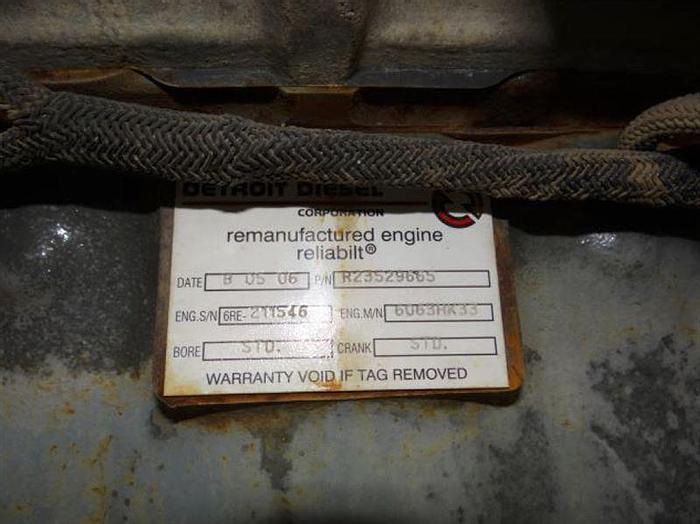 DETROIT DIESEL
CORPORATION
remanufactured engine
reliabilt®
DATE B 05 06 P/N R23529665
ENG.S/N 6RE-211546 ENG.M/N 6063HK33
BORE STD. CRANK STD.
WARRANTY VOID IF TAG REMOVED